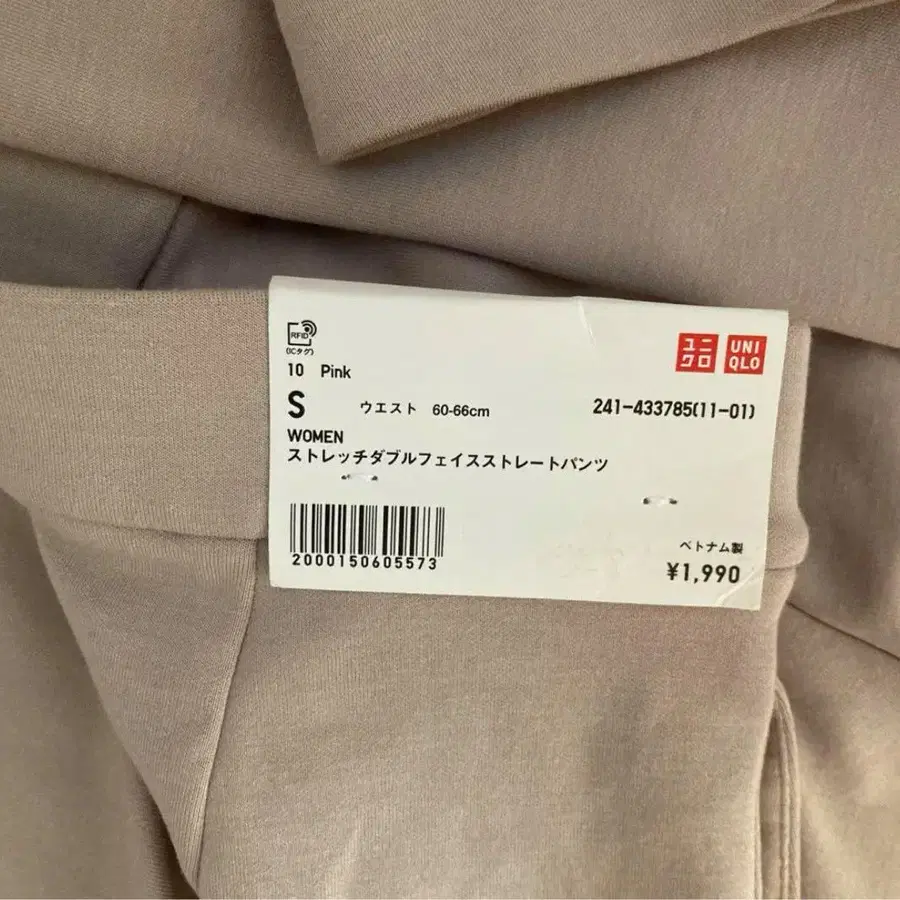 RFID
(ICタグ)
ユニ
クロ
UNI
QLO
10 Pink
S ウエスト 60-66cm 241-433785(11-01)
WOMEN
ストレッチダブルフェイスストレートパンツ
2000150605573
ベトナム製
¥1,990